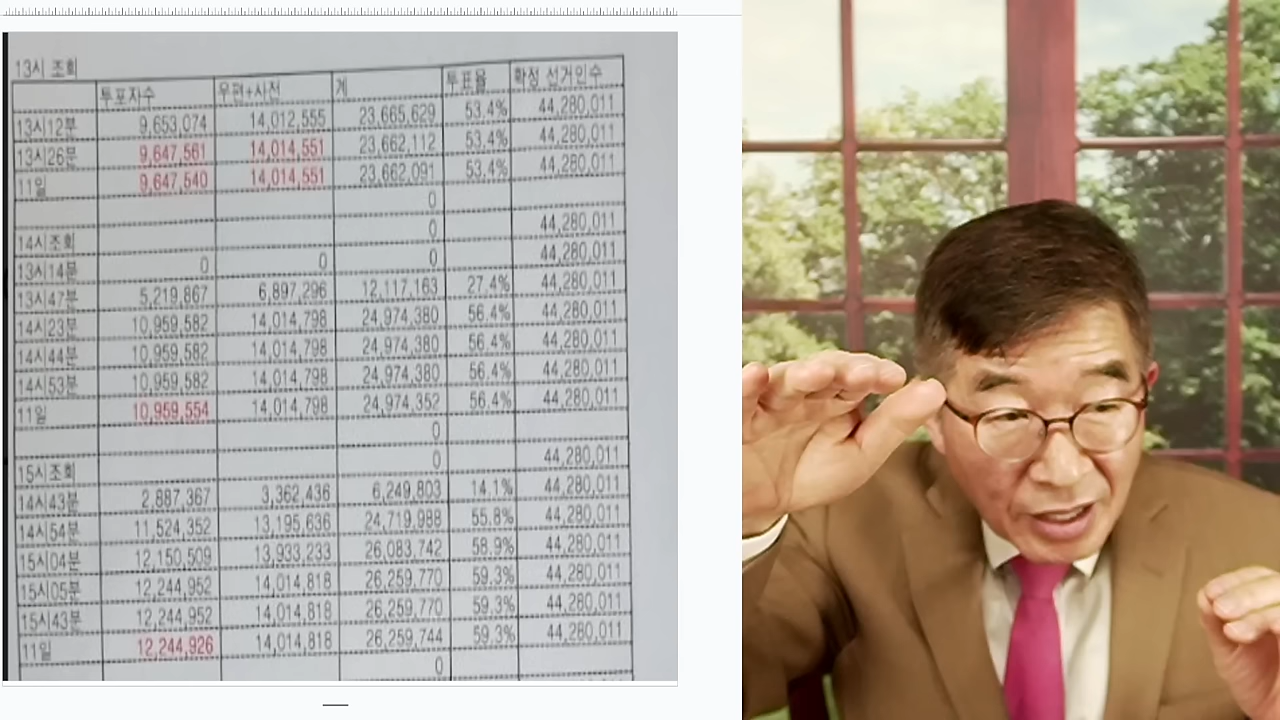 13시 조회
투포자수 우편+사전 계 투표율 확정 선거인수
13시12분 9,653,074 14,012,555 23,665,629 53.4% 44,280,011
13시26분 9,647,561 14,014,551 23,662,112 53.4% 44,280,011
11일 9,647,540 14,014,551 23,662,091 53.4% 44,280,011
0
14시조회 0 44,280,011
13시14분 0 0 0 44,280,011
13시47분 5,219,867 6,897,296 12,117,163 27.4% 44,280,011
14시23분 10,959,582 14,014,798 24,974,380 56.4% 44,280,011
14시44분 10,959,582 14,014,798 24,974,380 56.4% 44,280,011
14시53분 10,959,582 14,014,798 24,974,380 56.4% 44,280,011
11일 10,959,554 14,014,798 24,974,352 56.4% 44,280,011
0
15시조회 0 44,280,011
14시43분 2,887,367 3,362,436 6,249,803 14.1% 44,280,011
14시54분 11,524,352 13,195,636 24,719,988 55.8% 44,280,011
15시04분 12,150,509 13,933,233 26,083,742 58.9% 44,280,011
15시05분 12,244,952 14,014,818 26,259,770 59.3% 44,280,011
15시43분 12,244,952 14,014,818 26,259,770 59.3% 44,280,011
11일 12,244,926 14,014,818 26,259,744 59.3% 44,280,011
0